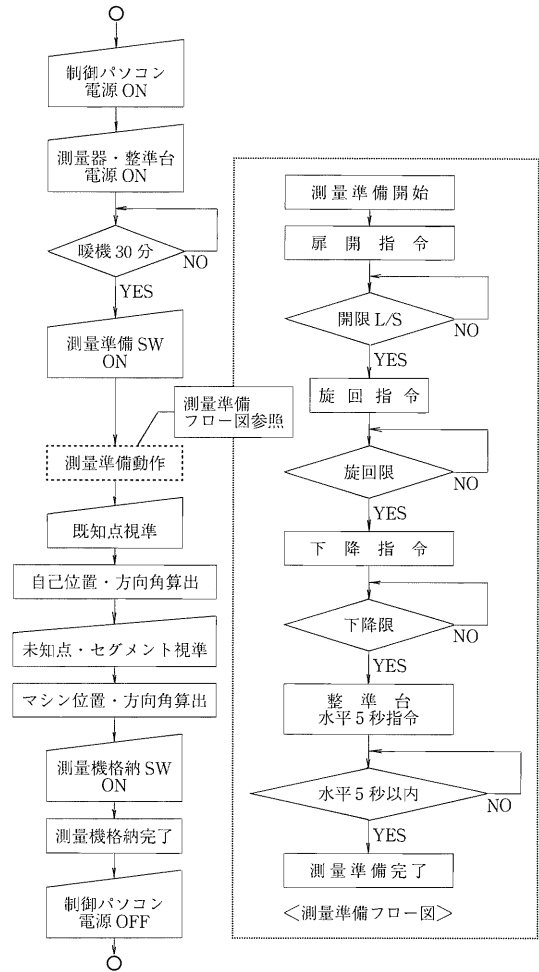 制御パソコン
電源 ON
測量器・整準台
電源 ON
暖機 30 分
NO
YES
測量準備 SW
ON
測量準備
フロー図参照
測量準備動作
既知点視準
自己位置・方向角算出
未知点・セグメント視準
マシン位置・方向角算出
測量機格納 SW
ON
測量機格納完了
制御パソコン
電源 OFF
測量準備開始
扉開指令
開限 L/S
NO
YES
旋回指令
旋回限
NO
YES
下降指令
下降限
NO
YES
整準台
水平 5 秒指令
水平 5 秒以内
NO
YES
測量準備完了
＜測量準備フロー図＞